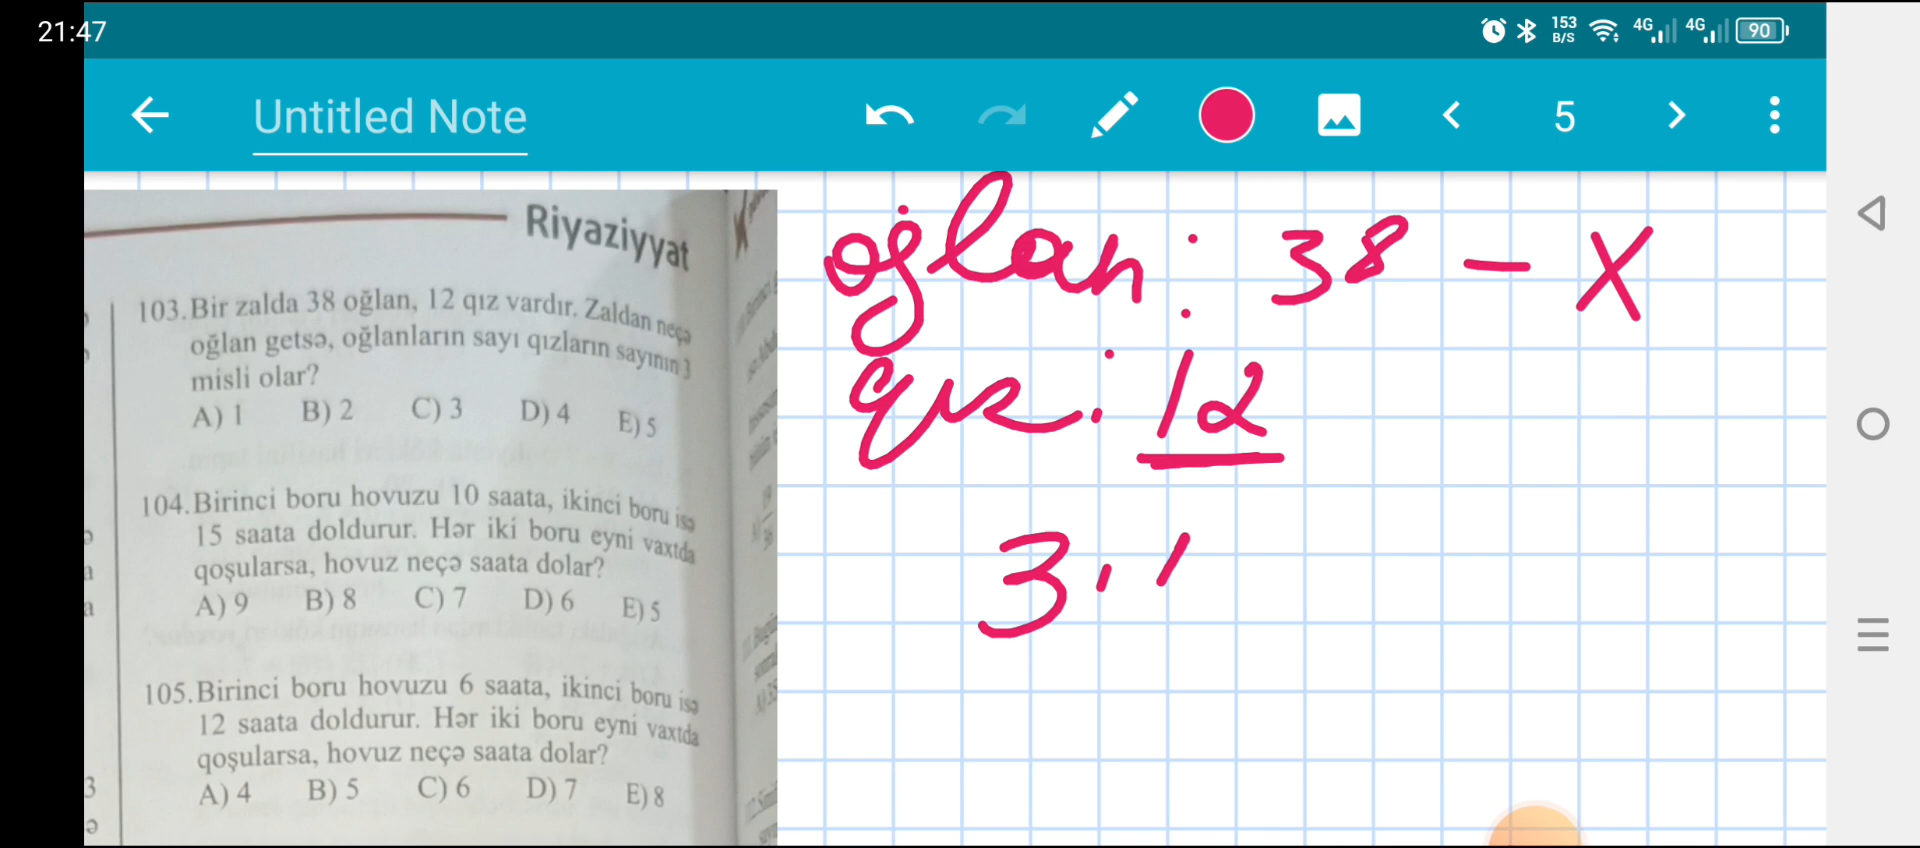 21:47
153 B/S 4G 4G 90
Untitled Note
5
Riyaziyyat
103. Bir zalda 38 oğlan, 12 qız vardır. Zaldan neçə
oğlan getsə, oğlanların sayı qızların sayının 3
misli olar?
A) 1 B) 2 C) 3 D) 4 E) 5
104. Birinci boru hovuzu 10 saata, ikinci boru isə
15 saata doldurur. Hər iki boru eyni vaxtda
qoşularsa, hovuz neçə saata dolar?
A) 9 B) 8 C) 7 D) 6 E) 5
105. Birinci boru hovuzu 6 saata, ikinci boru isə
12 saata doldurur. Hər iki boru eyni vaxtda
qoşularsa, hovuz neçə saata dolar?
A) 4 B) 5 C) 6 D) 7 E) 8
oğlan: 38 - x
qız: 12
3 ·